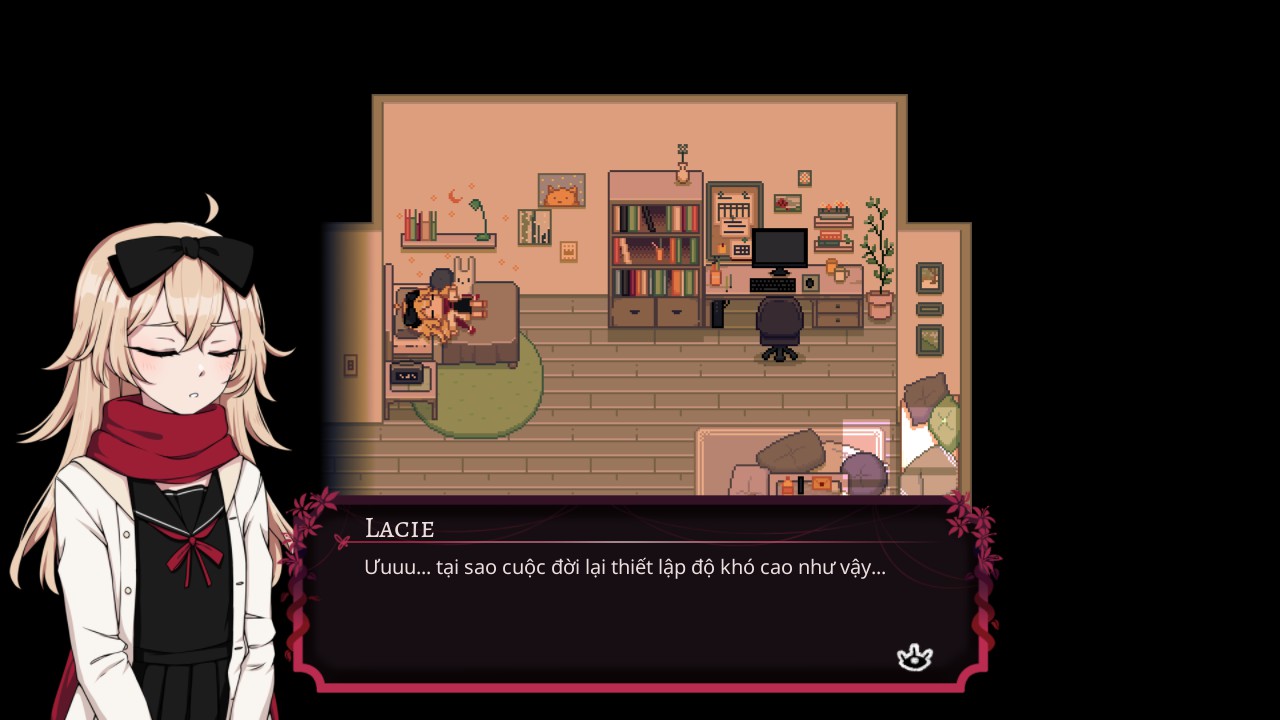 Lacie
Ưuuu... tại sao cuộc đời lại thiết lập độ khó cao như vậy...